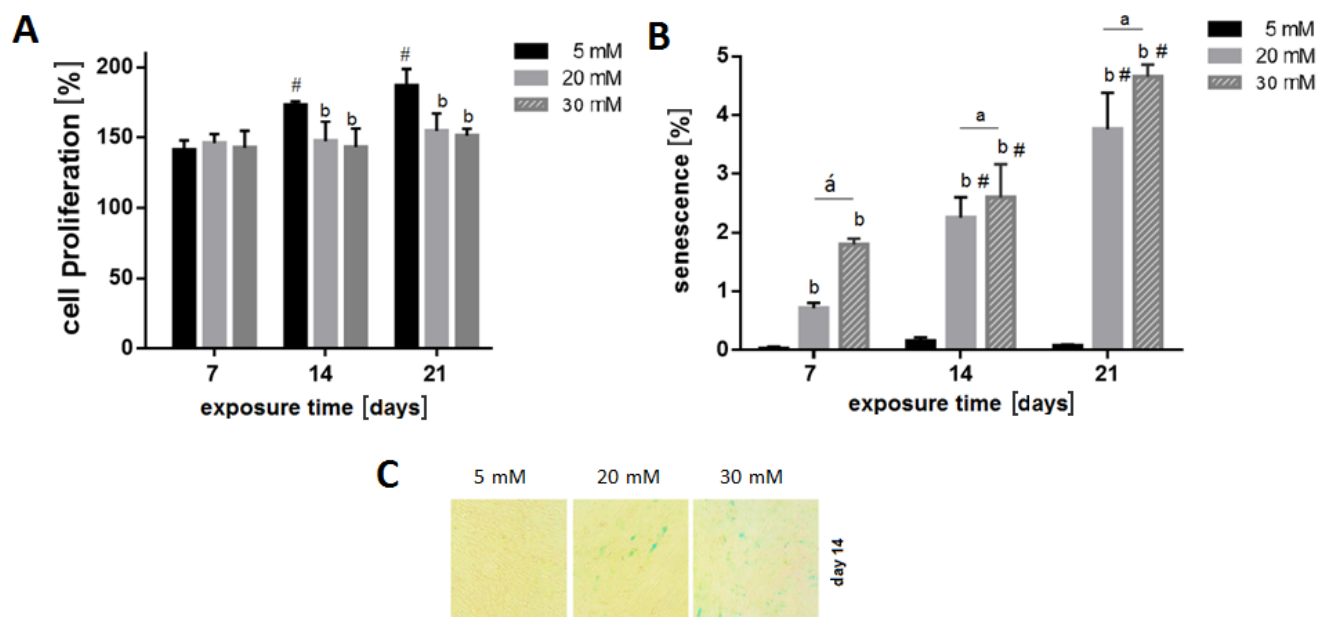 A
cell proliferation [%]
200
150
100
50
0
#
b
b
#
b
b
7
14
21
exposure time [days]
5 mM
20 mM
30 mM
B
senescence [%]
5
4
3
2
1
0
á
b
b
a
b #
b #
a
b #
b #
7
14
21
exposure time [days]
5 mM
20 mM
30 mM
C
5 mM
20 mM
30 mM
day 14